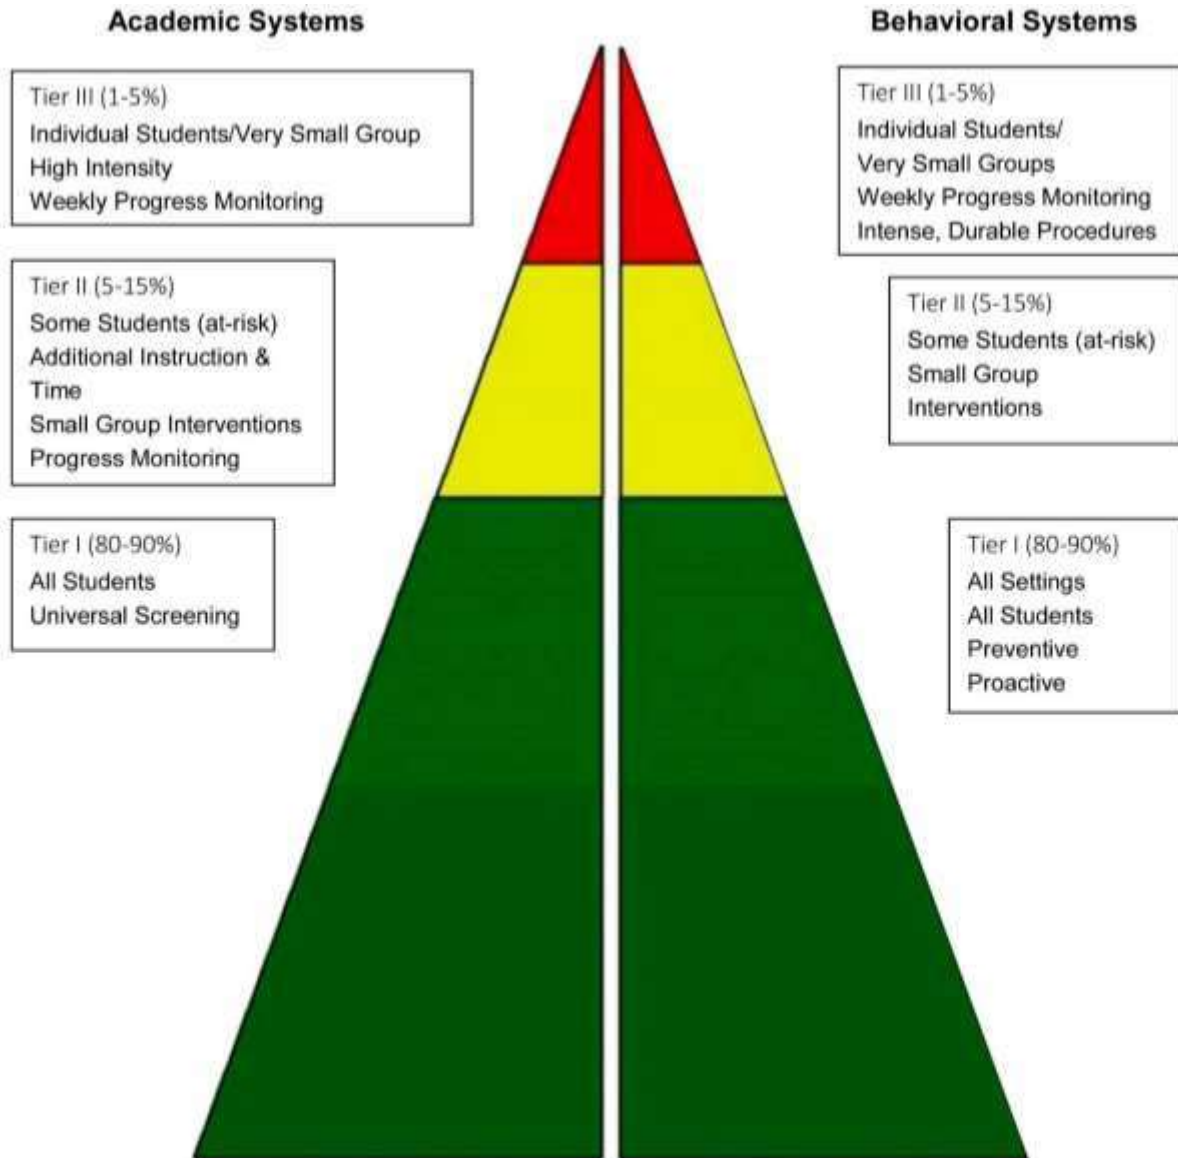 Academic Systems
Behavioral Systems
Tier III (1-5%)
Individual Students/Very Small Group
High Intensity
Weekly Progress Monitoring
Tier II (5-15%)
Some Students (at-risk)
Additional Instruction &
Time
Small Group Interventions
Progress Monitoring
Tier I (80-90%)
All Students
Universal Screening
Tier III (1-5%)
Individual Students/
Very Small Groups
Weekly Progress Monitoring
Intense, Durable Procedures
Tier II (5-15%)
Some Students (at-risk)
Small Group
Interventions
Tier I (80-90%)
All Settings
All Students
Preventive
Proactive